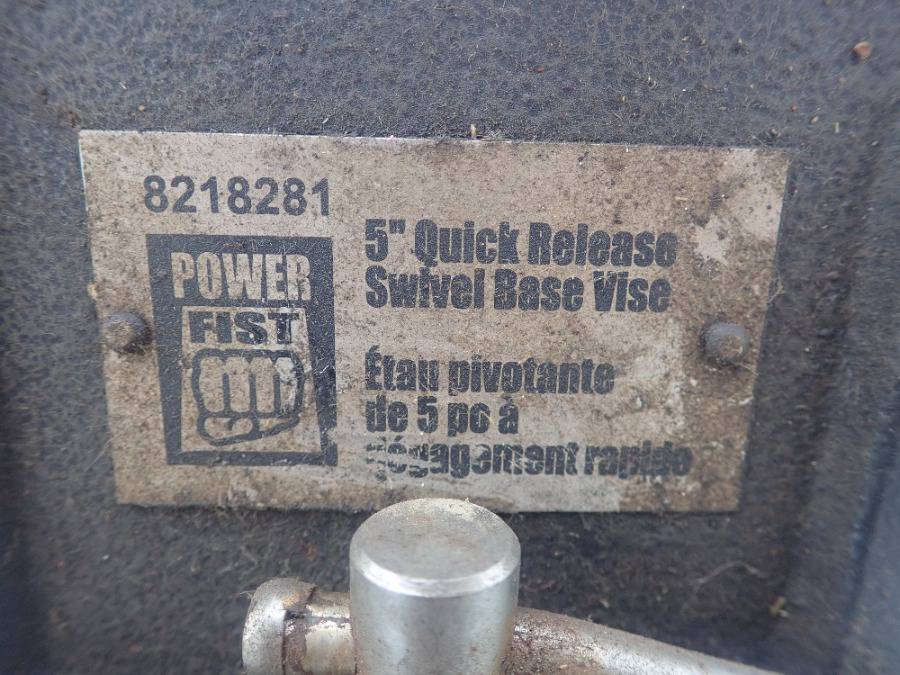 8218281
POWER
FIST
5" Quick Release
Swivel Base Vise
Étau pivotante
de 5 po à
dégagement rapide